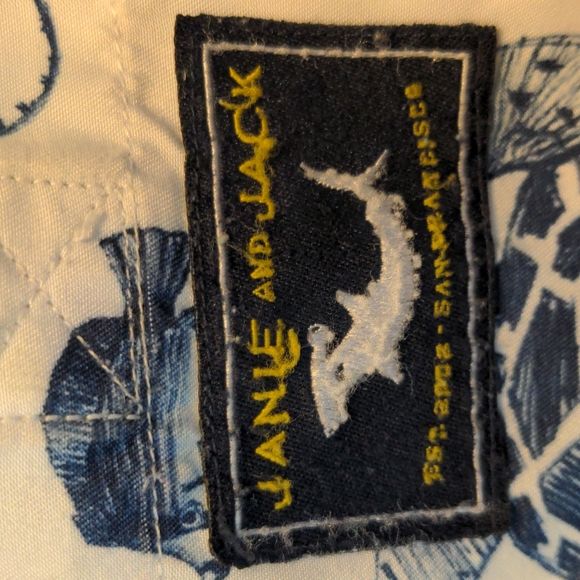 JANIE AND JACK
EST. 2002 - SAN FRANCISCO